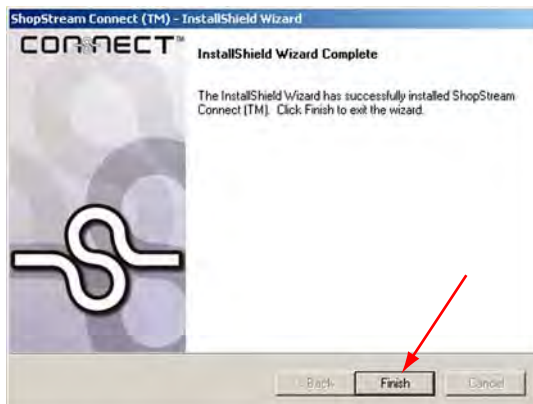 ShopStream Connect (TM) - InstallShield Wizard
CONNECT™
InstallShield Wizard Complete
The InstallShield Wizard has successfully installed ShopStream
Connect (TM). Click Finish to exit the wizard.
< Back
Finish
Cancel